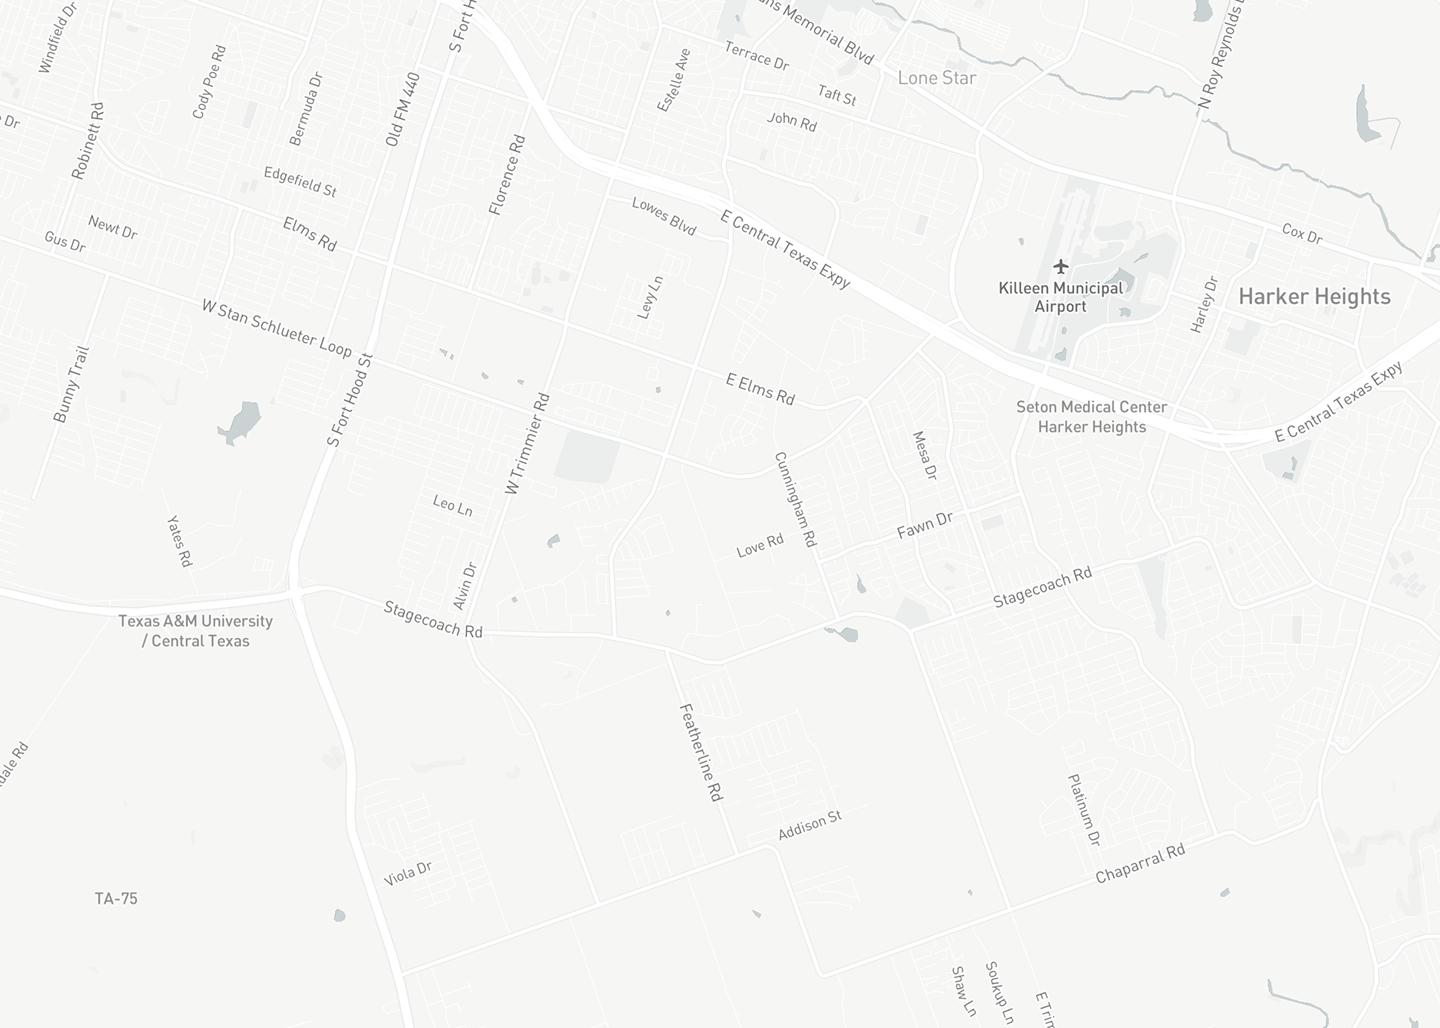 Windfield Dr
S Fort H
ns Memorial Blvd
N Roy Reynolds
Terrace Dr
Lone Star
Cody Poe Rd
Estelle Ave
Old FM 440
Taft St
Bermuda Dr
John Rd
Dr
Robinett Rd
Florence Rd
Edgefield St
Lowes Blvd
E Central Texas Expy
Newt Dr
Elms Rd
Gus Dr
Cox Dr
Killeen Municipal
Airport
Harley Dr
Harker Heights
Levy Ln
W Stan Schlueter Loop
Bunny Trail
S Fort Hood St
E Elms Rd
E Central Texas Expy
Seton Medical Center
Harker Heights
W Trimmier Rd
Mesa Dr
Cunningham Rd
Leo Ln
Fawn Dr
Yates Rd
Love Rd
Alvin Dr
Stagecoach Rd
Stagecoach Rd
Texas A&M University
/ Central Texas
Featherline Rd
dale Rd
Platinum Dr
Addison St
Chaparral Rd
Viola Dr
TA-75
Shaw Ln
Soukup Ln
E Trim